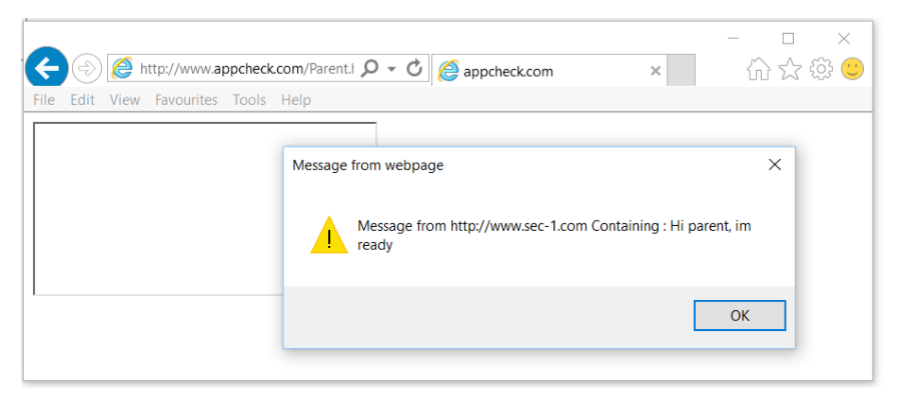 http://www.appcheck.com/Parent.h
appcheck.com
File Edit View Favourites Tools Help
Message from webpage
Message from http://www.sec-1.com Containing : Hi parent, im
ready
OK